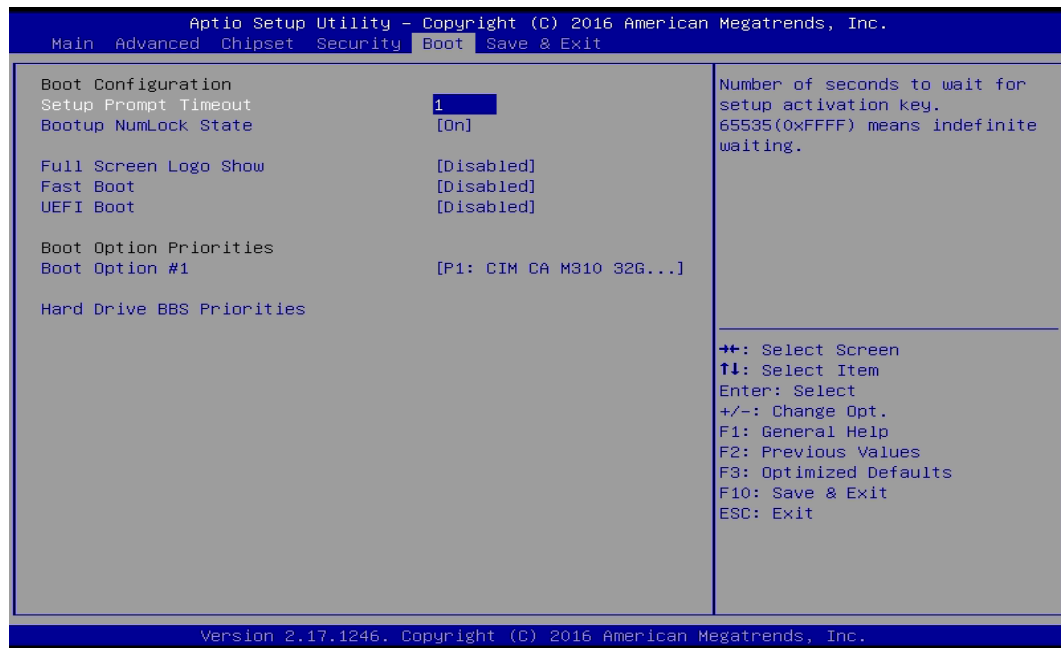 Aptio Setup Utility – Copyright (C) 2016 American Megatrends, Inc.
Main Advanced Chipset Security Boot Save & Exit
Boot Configuration
Setup Prompt Timeout 1
Bootup NumLock State [On]
Full Screen Logo Show [Disabled]
Fast Boot [Disabled]
UEFI Boot [Disabled]
Boot Option Priorities
Boot Option #1 [P1: CIM CA M310 32G...]
Hard Drive BBS Priorities
Number of seconds to wait for
setup activation key.
65535(0xFFFF) means indefinite
waiting.
→←: Select Screen
↑↓: Select Item
Enter: Select
+/-: Change Opt.
F1: General Help
F2: Previous Values
F3: Optimized Defaults
F10: Save & Exit
ESC: Exit
Version 2.17.1246. Copyright (C) 2016 American Megatrends, Inc.